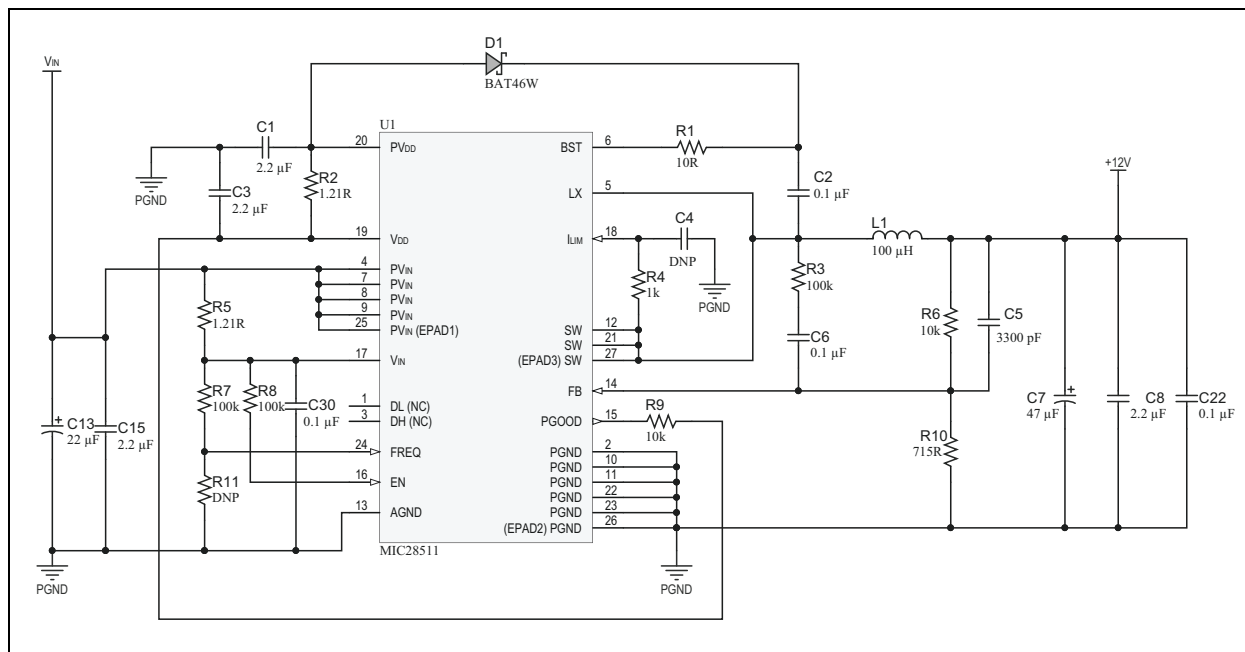 D1
BAT46W
VIN
U1
C1
2.2 µF
20
PVDD
BST
6
R1
10R
PGND
C3
2.2 µF
R2
1.21R
LX
5
C2
0.1 µF
+12V
19
VDD
ILIM
18
C4
DNP
PGND
L1
100 µH
4
PVIN
7
PVIN
8
PVIN
9
PVIN
25
PVIN (EPAD1)
R4
1k
R3
100k
R5
1.21R
SW
12
SW
21
(EPAD3) SW
27
C6
0.1 µF
R6
10k
C5
3300 pF
17
VIN
R7
100k
R8
100k
C30
0.1 µF
1
DL (NC)
3
DH (NC)
FB
14
PGOOD
15
R9
10k
C7
47 µF
C8
2.2 µF
C22
0.1 µF
+
C13
22 µF
C15
2.2 µF
+
24
FREQ
R11
DNP
16
EN
13
AGND
PGND
2
PGND
10
PGND
11
PGND
22
PGND
23
(EPAD2) PGND
26
R10
715R
MIC28511
PGND
PGND